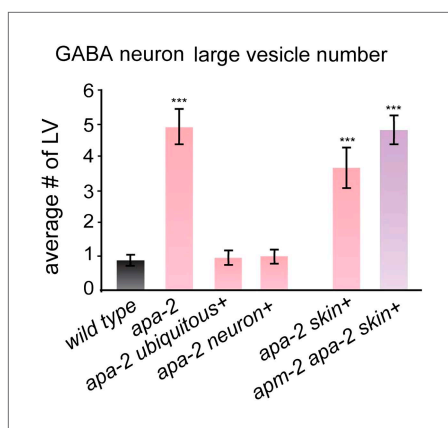 GABA neuron large vesicle number
average # of LV
6
5
4
3
2
1
0
***
***
***
wild type
apa-2
apa-2 ubiquitous+
apa-2 neuron+
apa-2 skin+
apm-2 apa-2 skin+